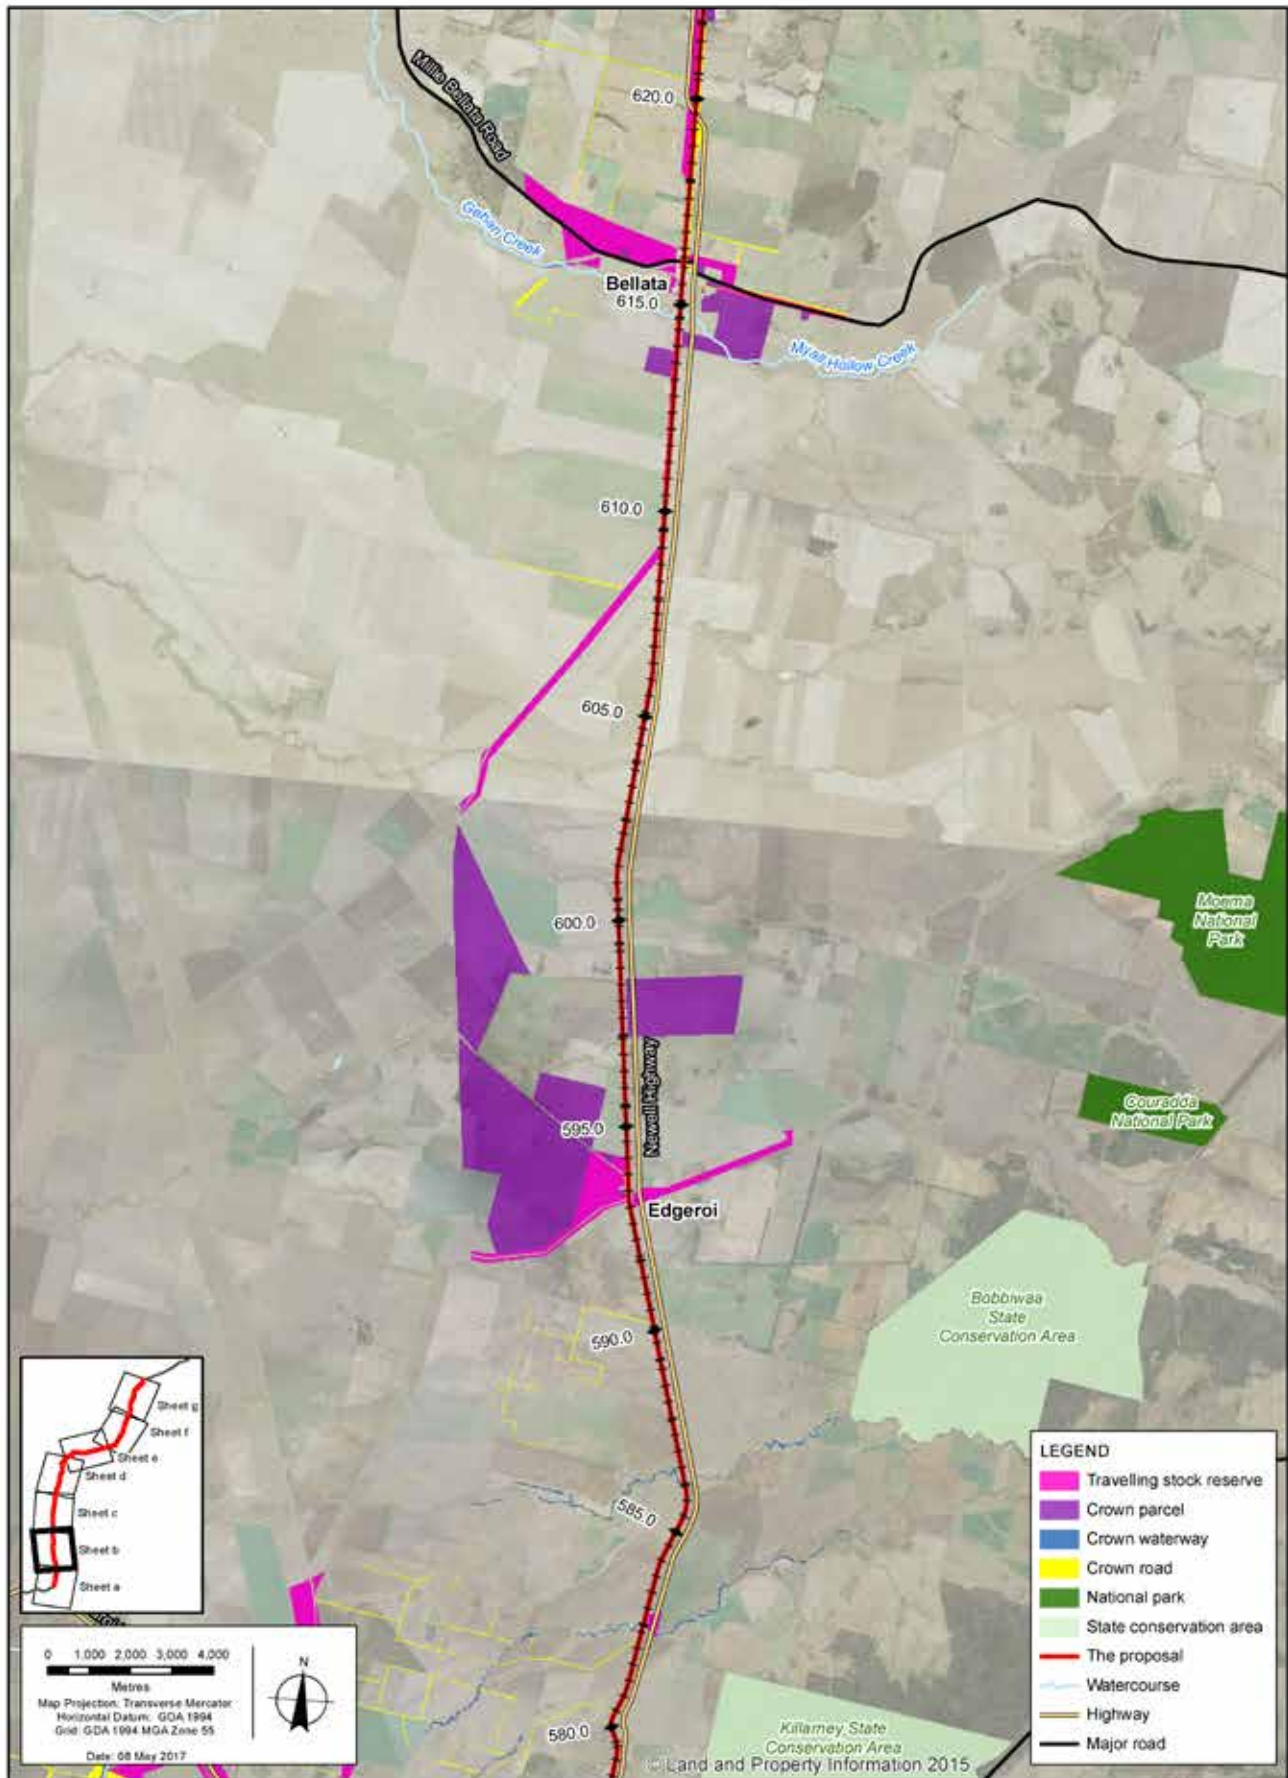 620.0
Millie Bellata Road
Gehan Creek
Bellata
615.0
Myall Hollow Creek
610.0
605.0
600.0
Moema
National
Park
Newell Highway
Couradda
National Park
595.0
Edgeroi
Bobbiwaa
State
Conservation Area
590.0
585.0
580.0
Killarney State
Conservation Area
© Land and Property Information 2015
Sheet g
Sheet f
Sheet e
Sheet d
Sheet c
Sheet b
Sheet a
0 1,000 2,000 3,000 4,000
Metres
Map Projection: Transverse Mercator
Horizontal Datum: GDA 1994
Grid: GDA 1994 MGA Zone 55
Date: 08 May 2017
N
LEGEND
Travelling stock reserve
Crown parcel
Crown waterway
Crown road
National park
State conservation area
The proposal
Watercourse
Highway
Major road